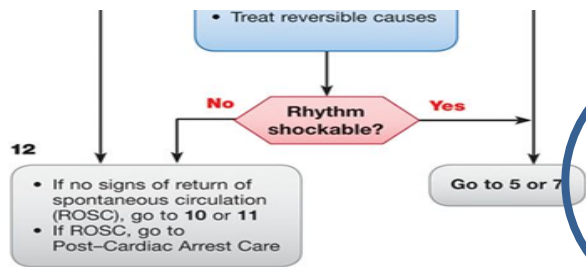 • Treat reversible causes
No
Rhythm
shockable?
Yes
12
• If no signs of return of
spontaneous circulation
(ROSC), go to 10 or 11
• If ROSC, go to
Post–Cardiac Arrest Care
Go to 5 or 7